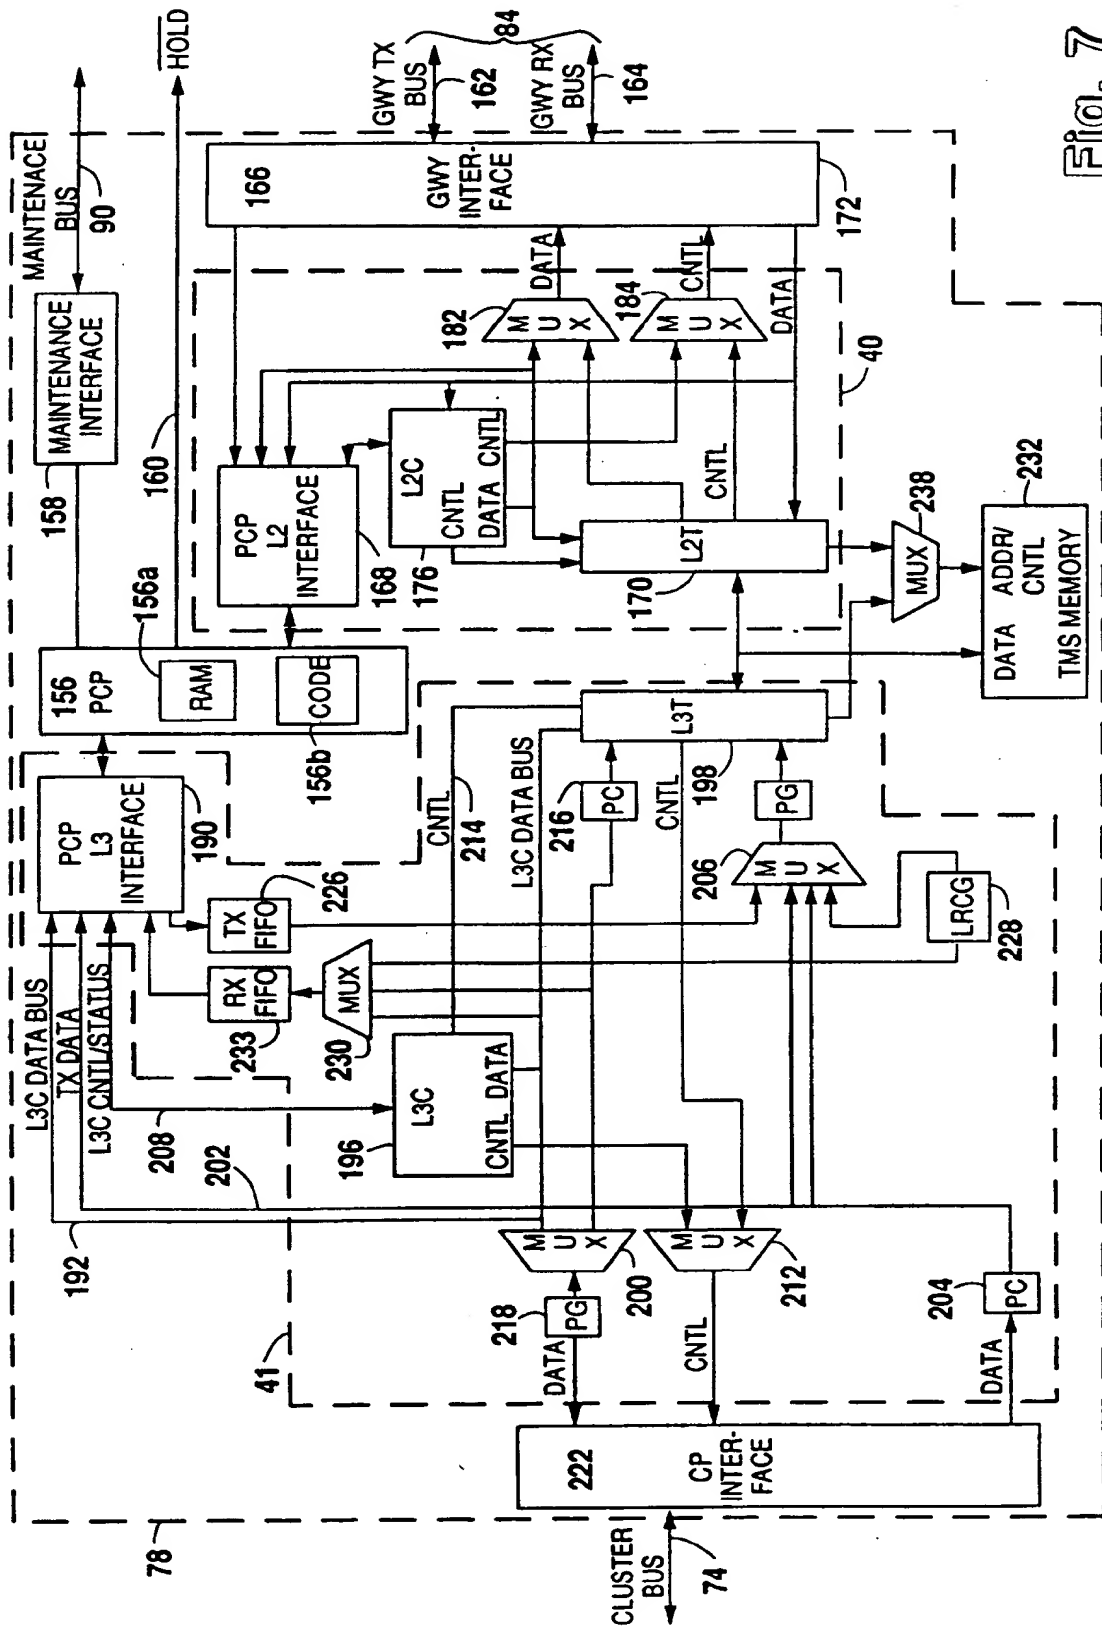 MAINTENACE
BUS
90
HOLD
GWY TX
BUS
162
84
GWY RX
BUS
164
MAINTENANCE
INTERFACE
158
160
166
GWY
INTER-
FACE
172
156
PCP
156a
RAM
CODE
156b
PCP
L2
INTERFACE
168
L2C
CNTL
DATA
CNTL
176
182
M
U
X
DATA
184
M
U
X
CNTL
DATA
40
L2T
170
CNTL
238
MUX
232
DATA
ADDR/
CNTL
TMS MEMORY
PCP
L3
INTERFACE
190
L3C DATA BUS
TX DATA
L3C CNTL/STATUS
208
202
192
TX
FIFO
226
RX
FIFO
233
MUX
230
L3C
CNTL
DATA
196
CNTL
214
L3C DATA BUS
216
PC
L3T
198
CNTL
PG
206
M
U
X
LRCG
228
M
U
X
200
M
U
X
212
218
PG
DATA
CNTL
204
PC
DATA
41
222
CP
INTER-
FACE
78
CLUSTER
BUS
74
Fig. 7